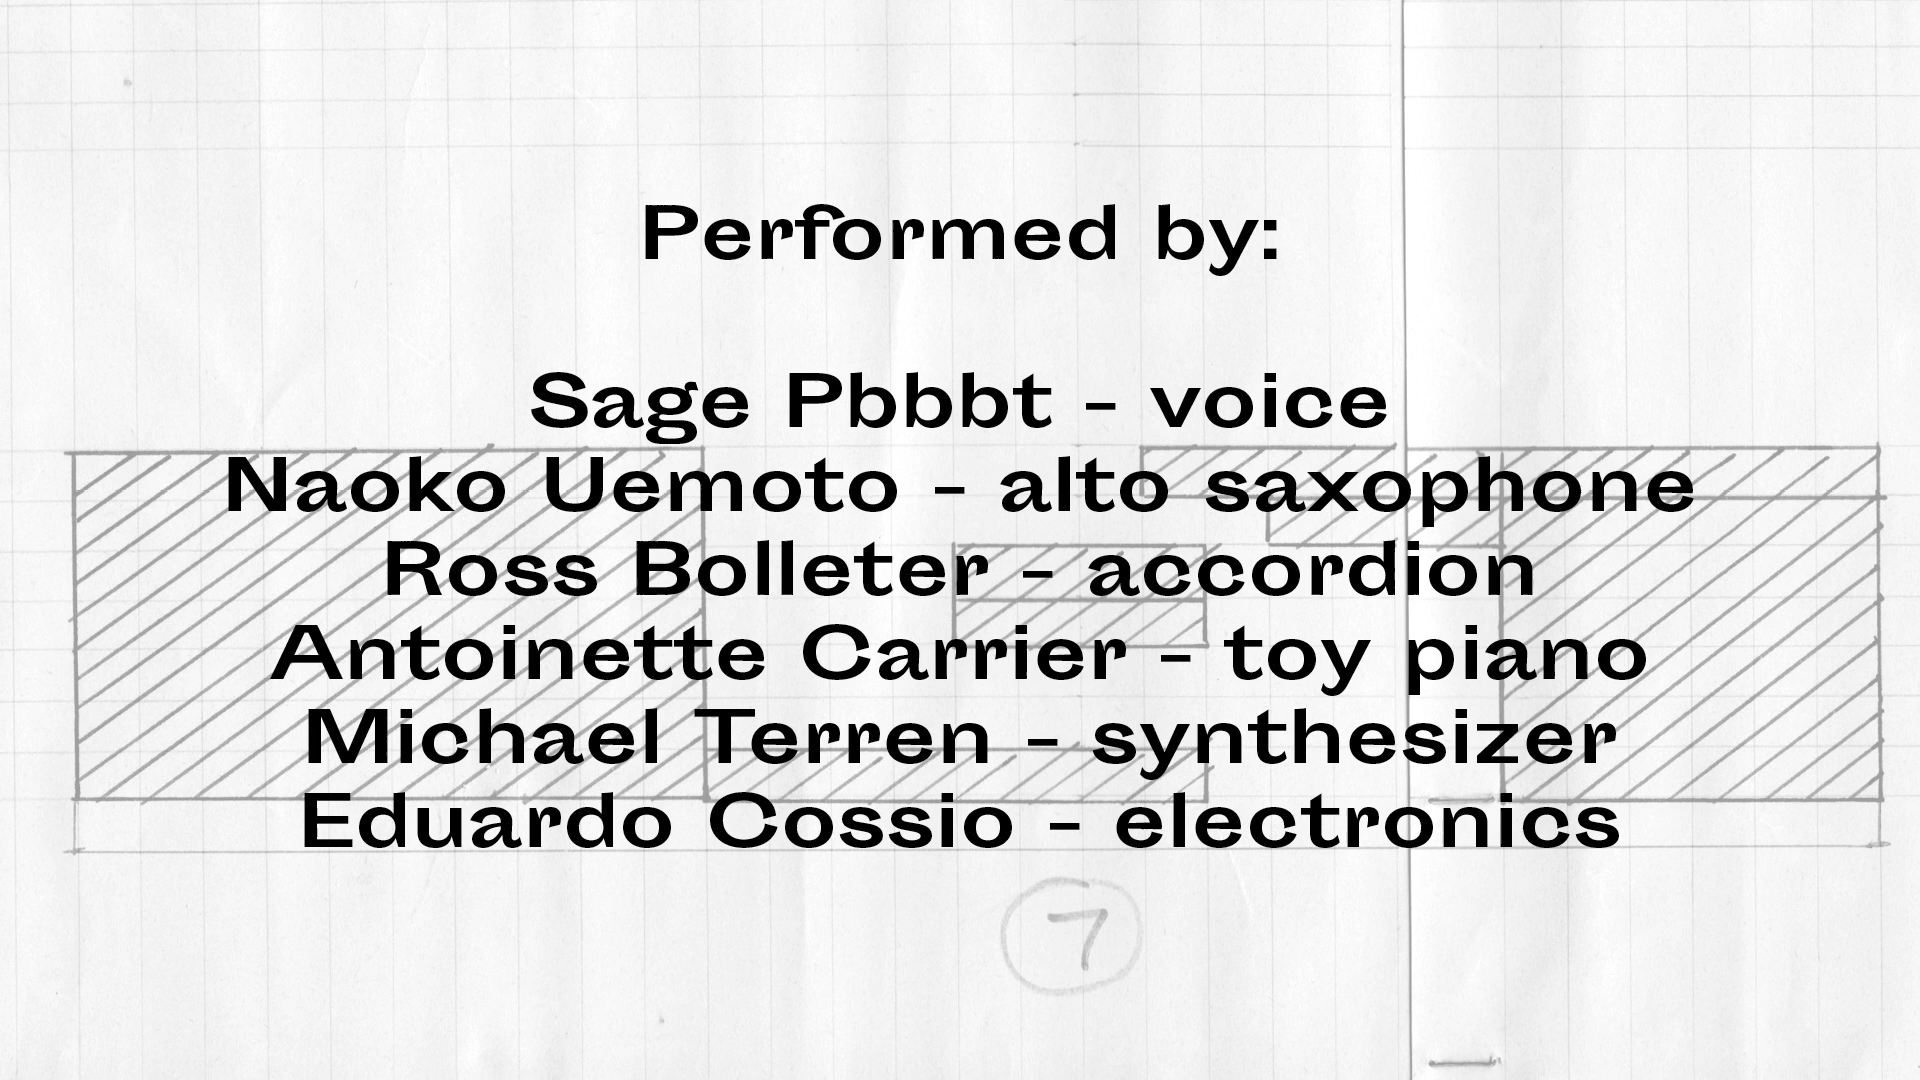 Performed by:
Sage Pbbbt – voice
Naoko Uemoto – alto saxophone
Ross Bolleter – accordion
Antoinette Carrier – toy piano
Michael Terren – synthesizer
Eduardo Cossio – electronics
7